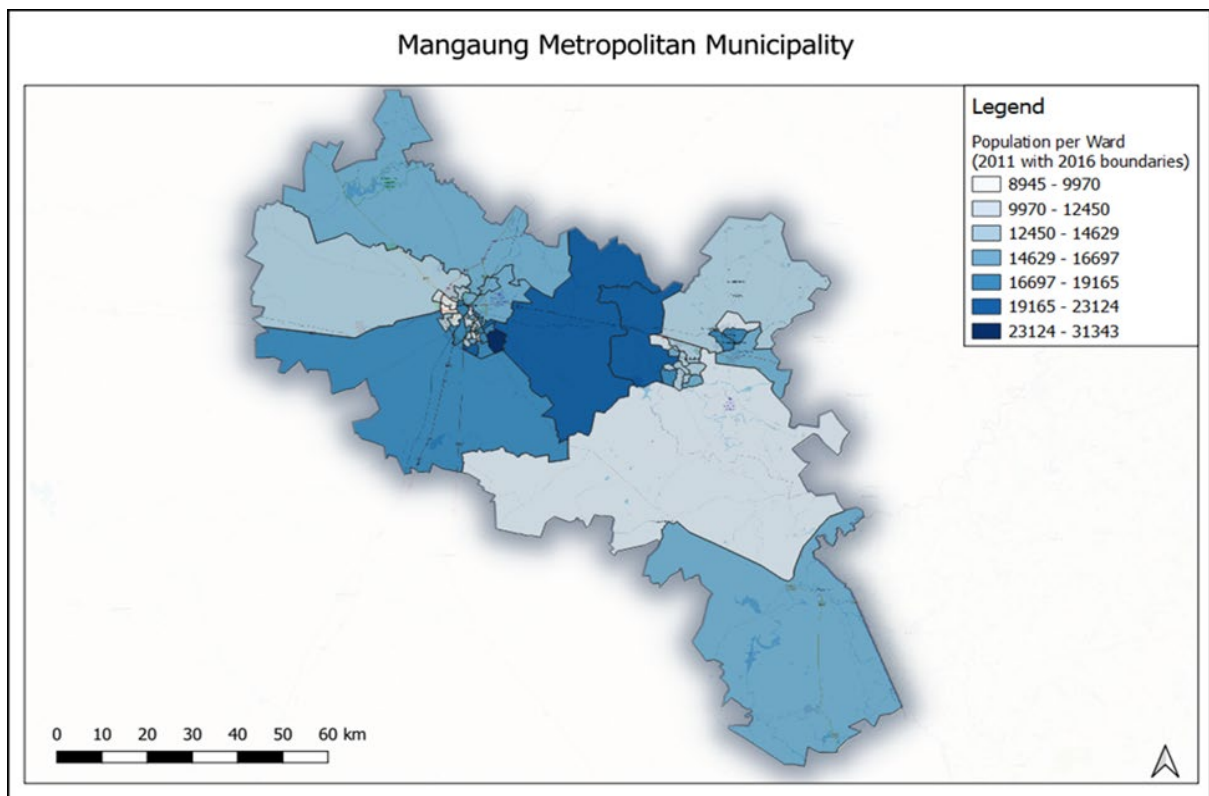 Mangaung Metropolitan Municipality
Legend
Population per Ward
(2011 with 2016 boundaries)
8945 - 9970
9970 - 12450
12450 - 14629
14629 - 16697
16697 - 19165
19165 - 23124
23124 - 31343
0 10 20 30 40 50 60 km